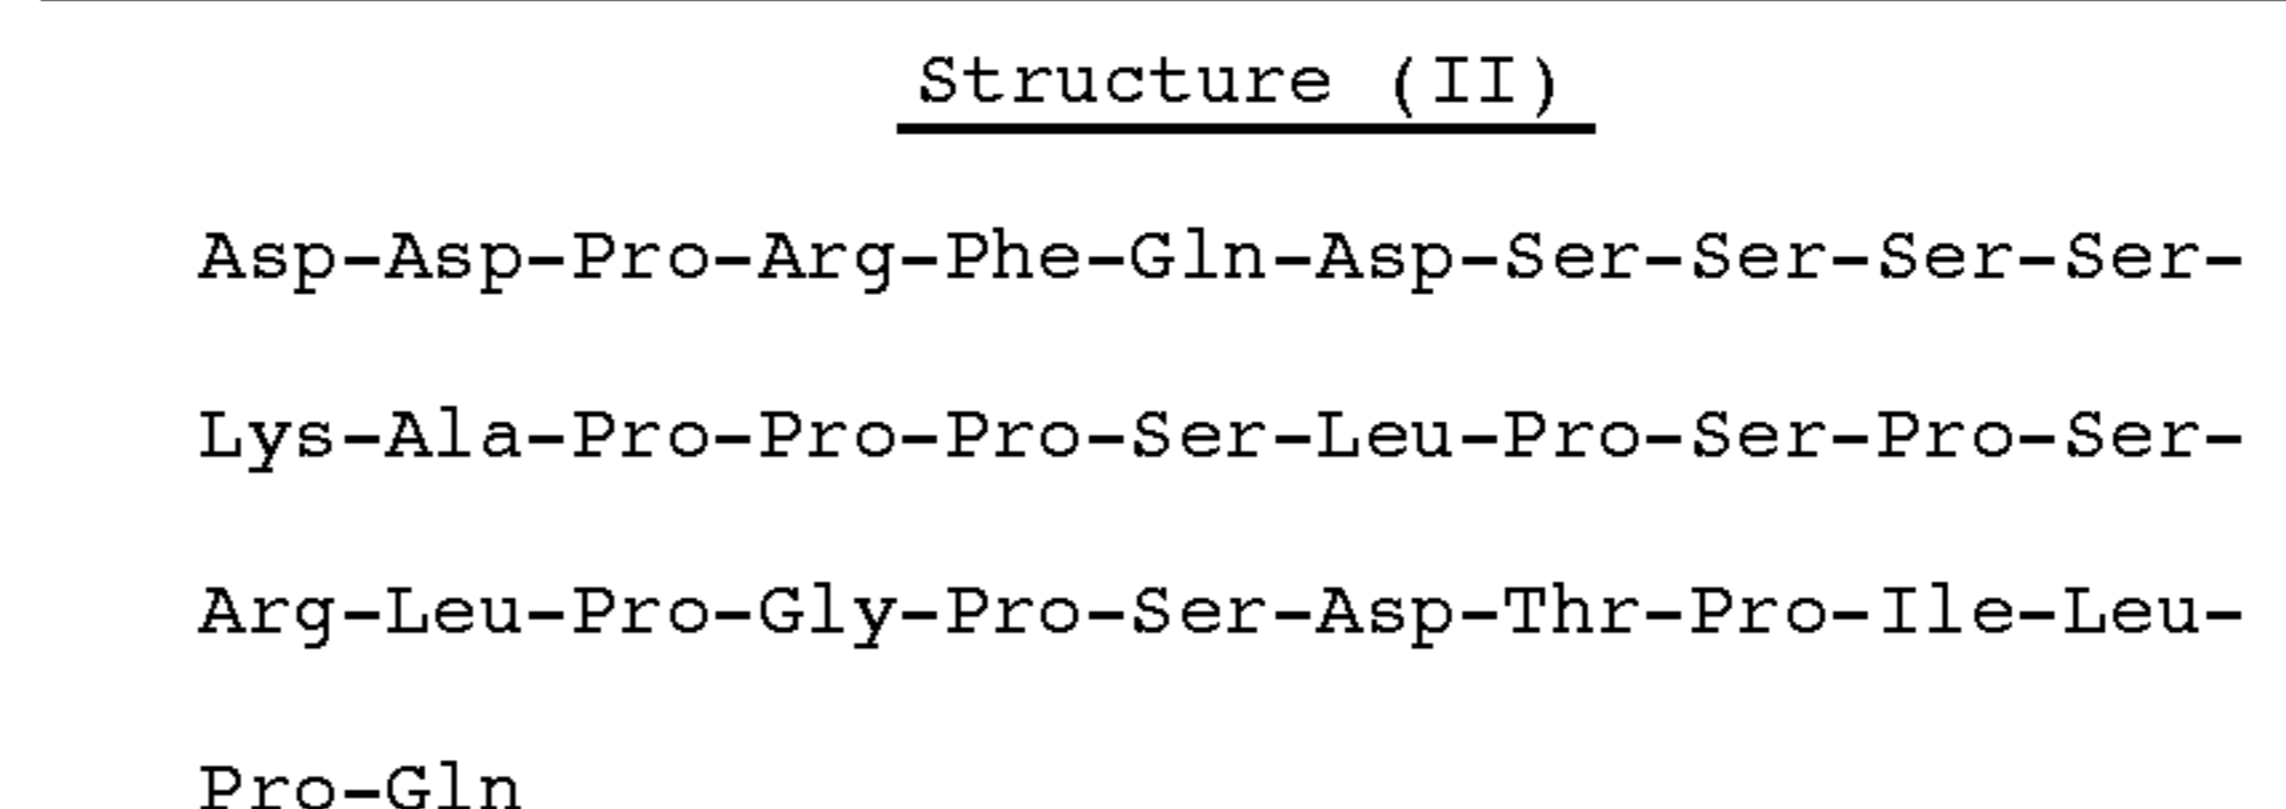 Structure (II)
Asp-Asp-Pro-Arg-Phe-Gln-Asp-Ser-Ser-Ser-Ser-
Lys-Ala-Pro-Pro-Pro-Ser-Leu-Pro-Ser-Pro-Ser-
Arg-Leu-Pro-Gly-Pro-Ser-Asp-Thr-Pro-Ile-Leu-
Pro-Gln